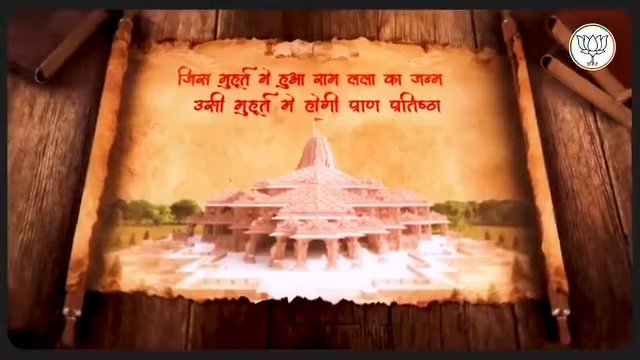 जिस मुहूर्त मे हुआ राम लला का जन्म
उसी मुहूर्त मे होगी प्राण प्रतिष्ठा